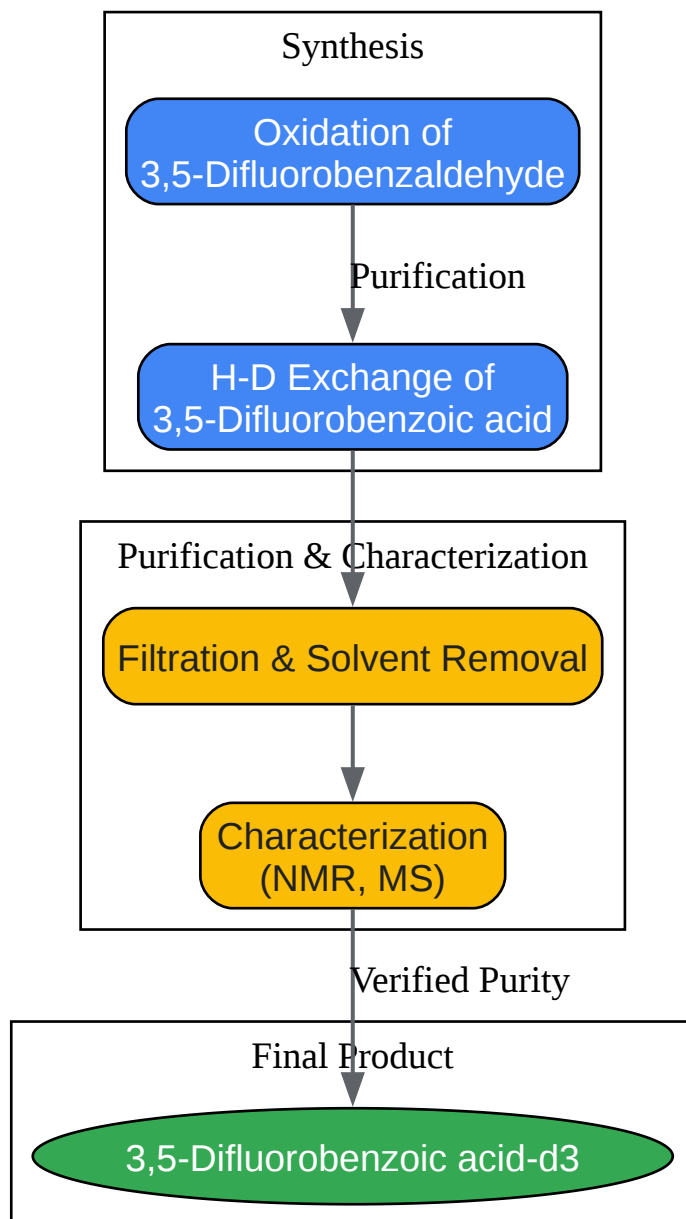 Synthesis
Oxidation of
3,5-Difluorobenzaldehyde
Purification
H-D Exchange of
3,5-Difluorobenzoic acid
Purification & Characterization
Filtration & Solvent Removal
Characterization
(NMR, MS)
Verified Purity
Final Product
3,5-Difluorobenzoic acid-d3